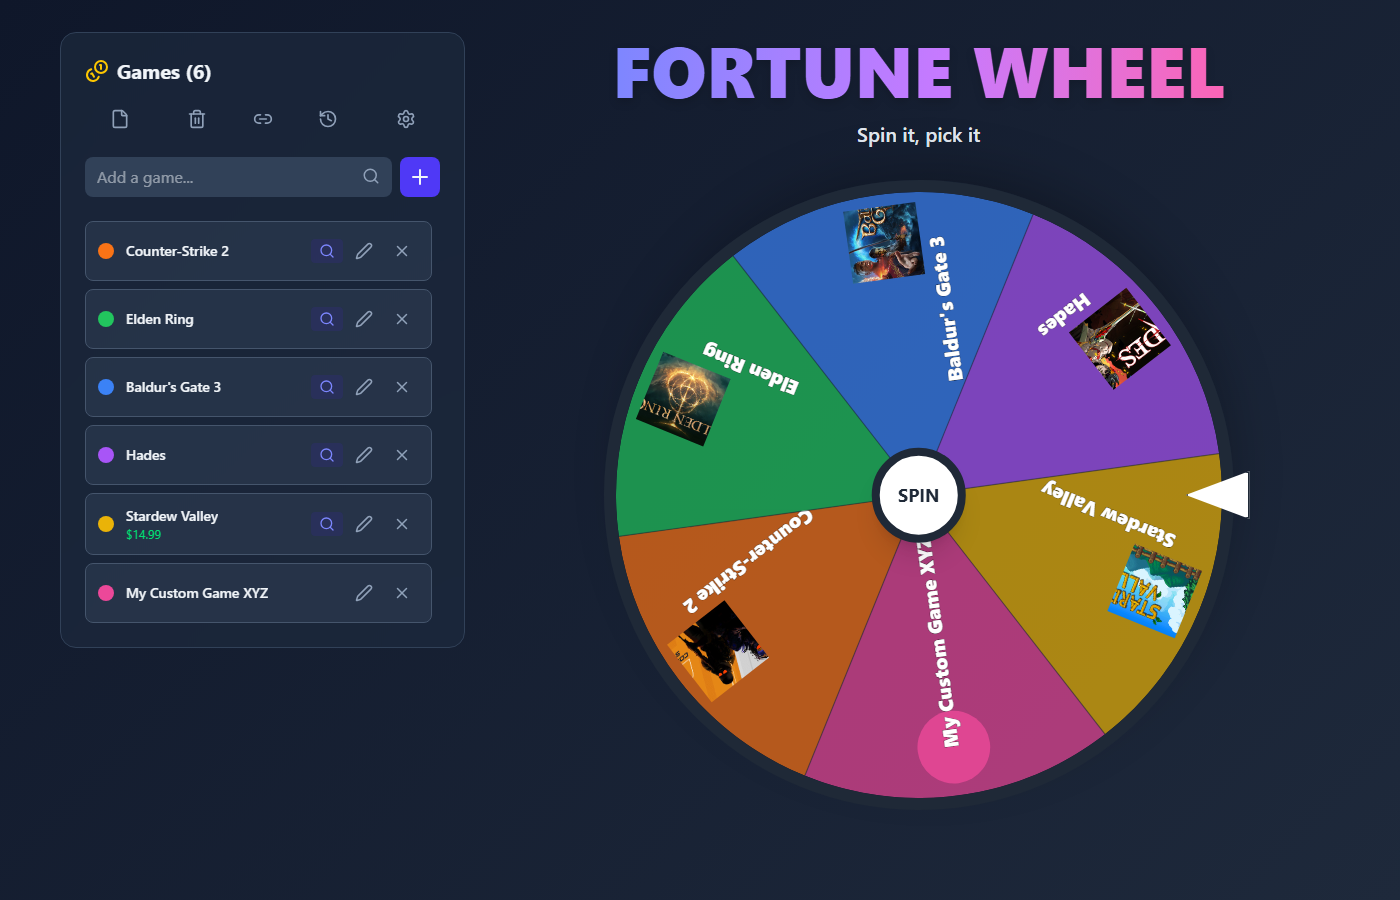 Games (6)
Add a game...
Counter-Strike 2
Elden Ring
Baldur's Gate 3
Hades
Stardew Valley
$14.99
My Custom Game XYZ
FORTUNE WHEEL
Spin it, pick it
Baldur's Gate 3
Hades
Elden Ring
ELDEN RING
SPIN
Stardew Valley
Counter-Strike 2
My Custom Game XYZ